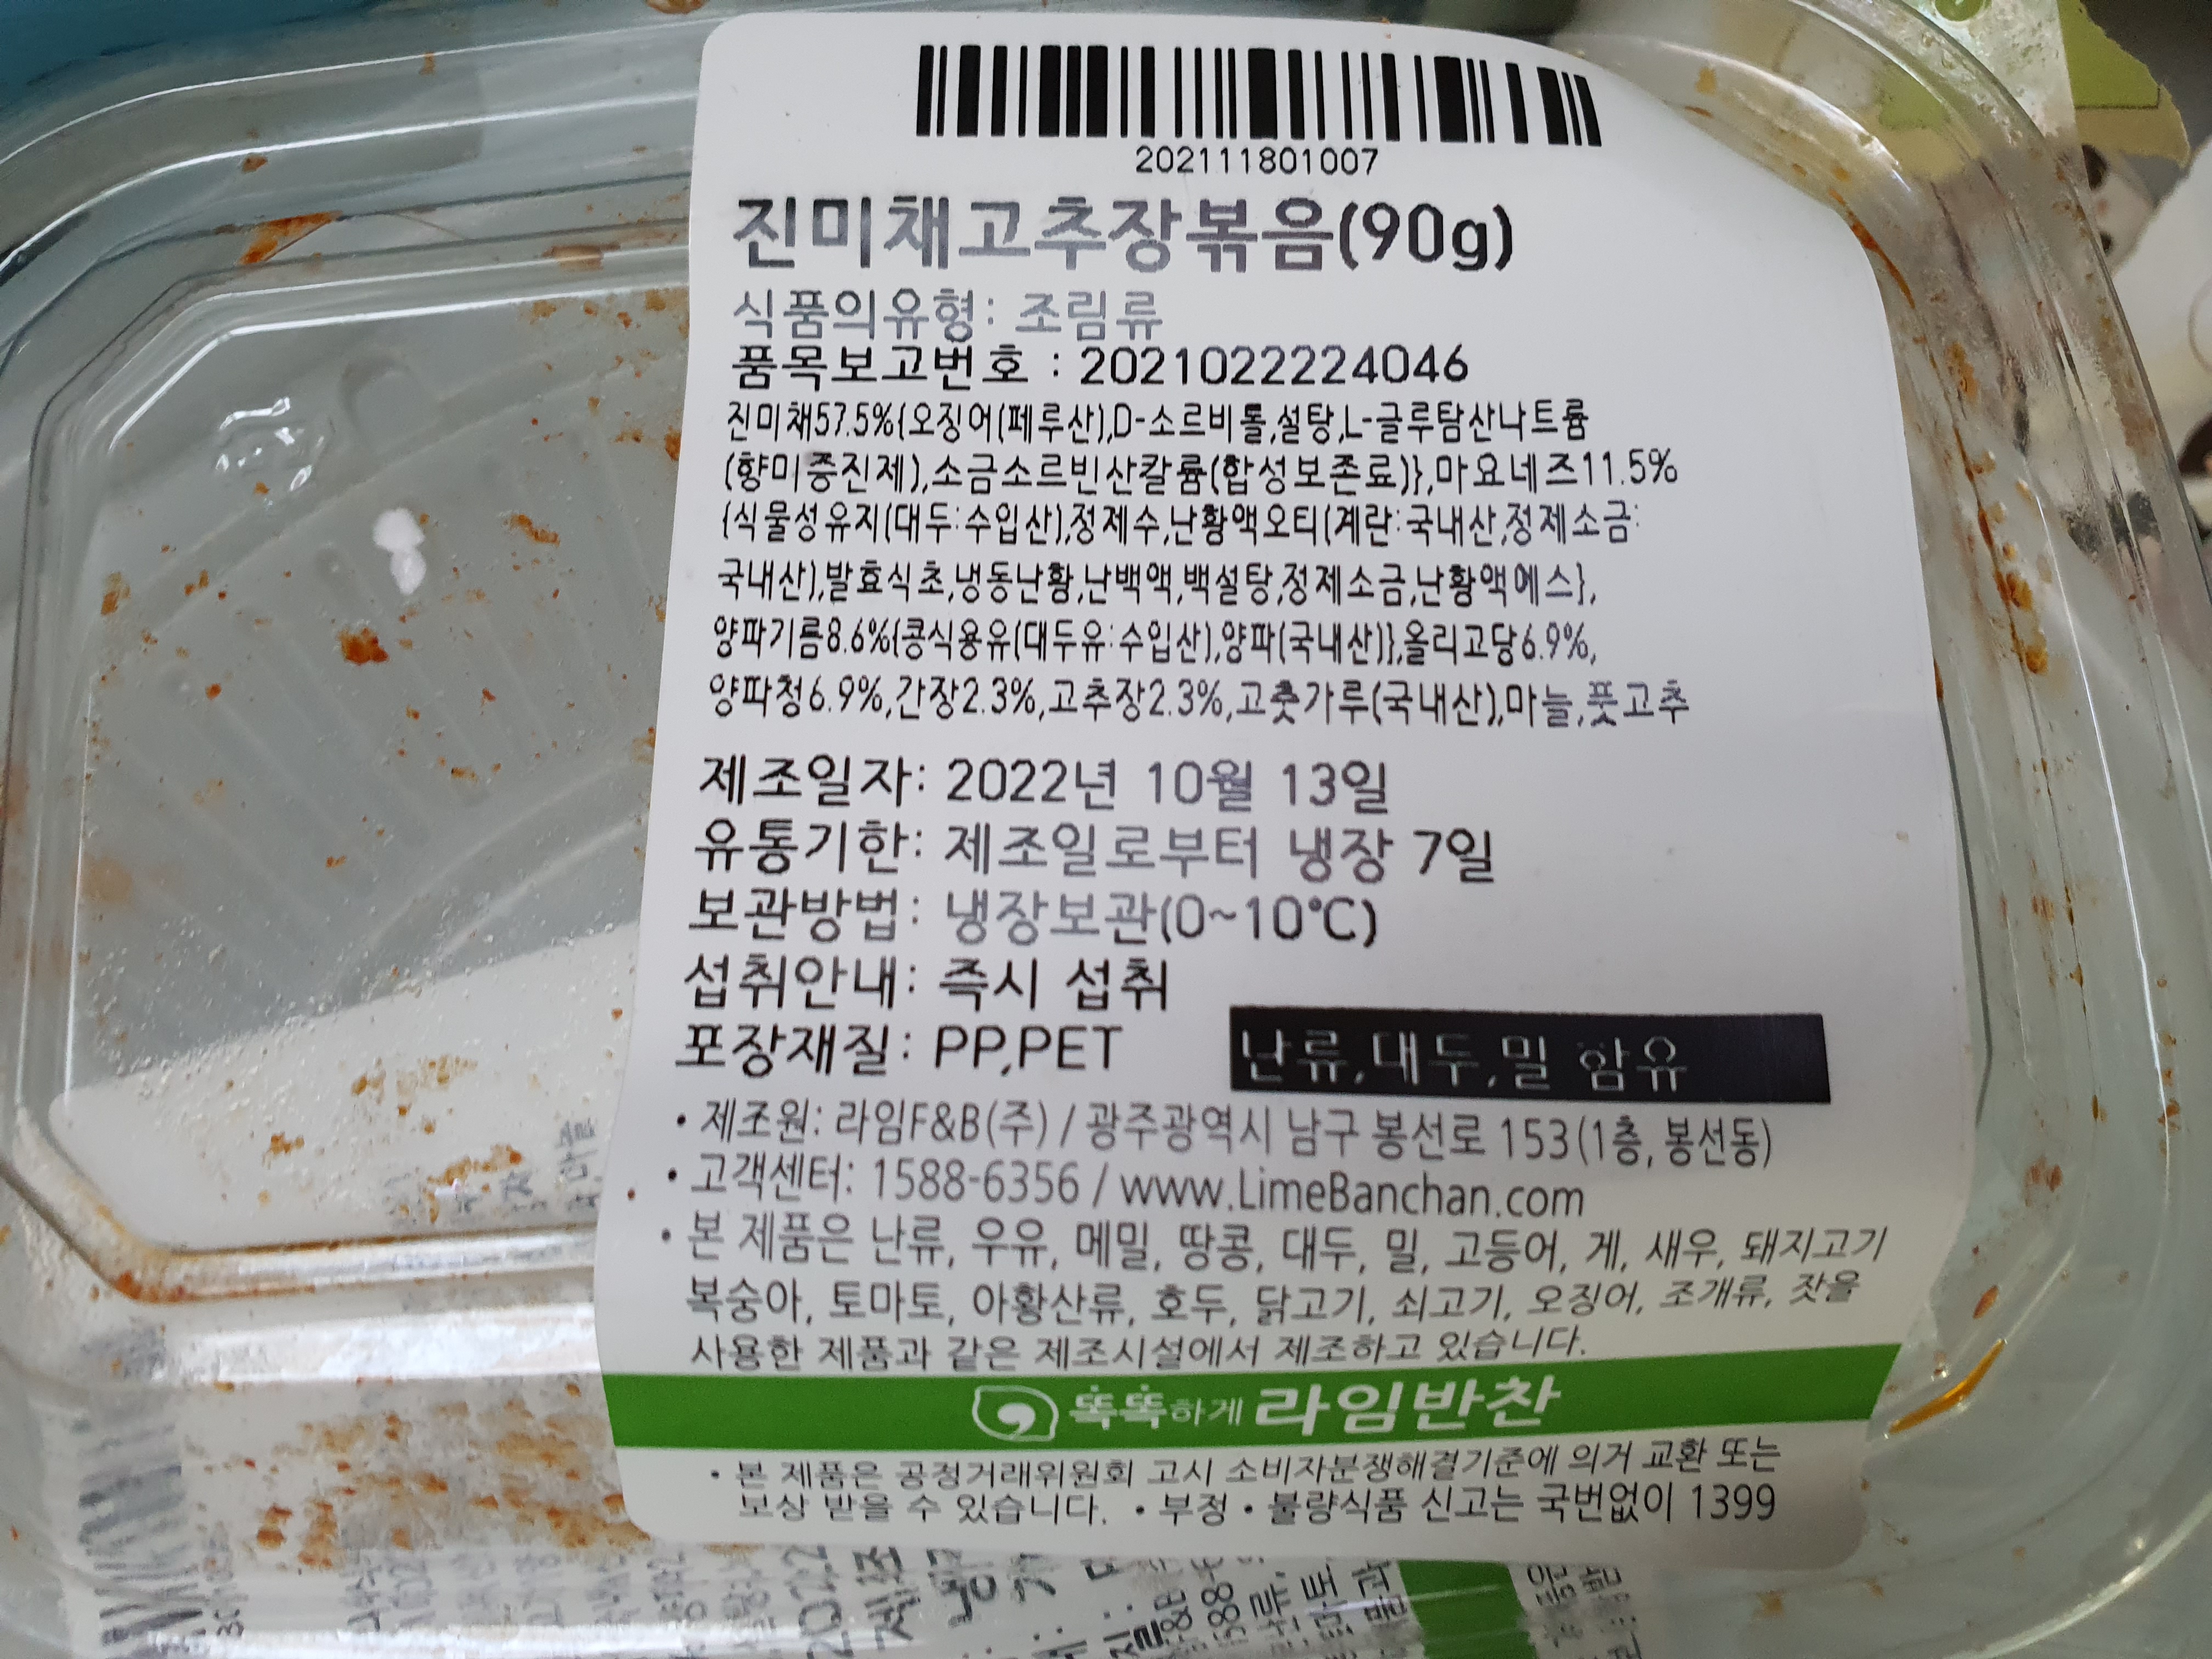 202111801007
진미채고추장볶음(90g)
식품의유형: 조림류
품목보고번호 : 2021022224046
진미채57.5%{오징어(페루산),D-소르비톨,설탕,L-글루탐산나트륨
(향미증진제),소금소르빈산칼륨(합성보존료)},마요네즈11.5%
{식물성유지(대두:수입산),정제수,난황액오티(계란:국내산,정제소금:
국내산),발효식초,냉동난황,난백액,백설탕,정제소금,난황액에스},
양파기름8.6%{콩식용유(대두유:수입산),양파(국내산)},올리고당6.9%,
양파청6.9%,간장2.3%,고추장2.3%,고춧가루(국내산),마늘,풋고추
제조일자: 2022년 10월 13일
유통기한: 제조일로부터 냉장 7일
보관방법: 냉장보관(0~10℃)
섭취안내: 즉시 섭취
포장재질: PP,PET
난류,대두,밀 함유
• 제조원: 라임F&B(주) / 광주광역시 남구 봉선로 153(1층, 봉선동)
• 고객센터: 1588-6356 / www.LimeBanchan.com
• 본 제품은 난류, 우유, 메밀, 땅콩, 대두, 밀, 고등어, 게, 새우, 돼지고기
복숭아, 토마토, 아황산류, 호두, 닭고기, 쇠고기, 오징어, 조개류, 잣을
사용한 제품과 같은 제조시설에서 제조하고 있습니다.
똑똑하게 라임반찬
• 본 제품은 공정거래위원회 고시 소비자분쟁해결기준에 의거 교환 또는
보상 받을 수 있습니다. • 부정 • 불량식품 신고는 국번없이 1399